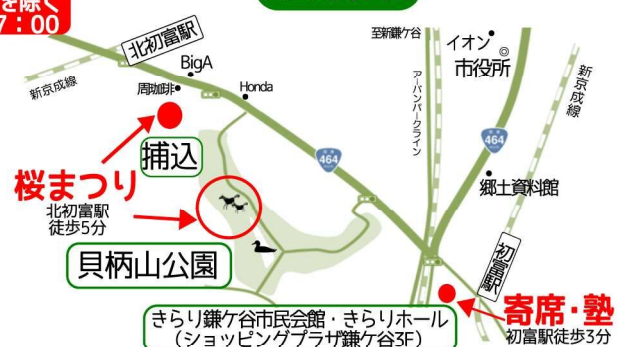 を除く
7：00
北初富駅
新京成線
BigA
周珈琲
Honda
捕込
桜まつり
北初富駅
徒歩5分
貝柄山公園
464
至新鎌ケ谷
アーバンパークライン
イオン
市役所
新京成線
464
郷土資料館
初富駅
きらり鎌ケ谷市民会館・きらりホール
（ショッピングプラザ鎌ケ谷3F）
寄席・塾
初富駅徒歩3分